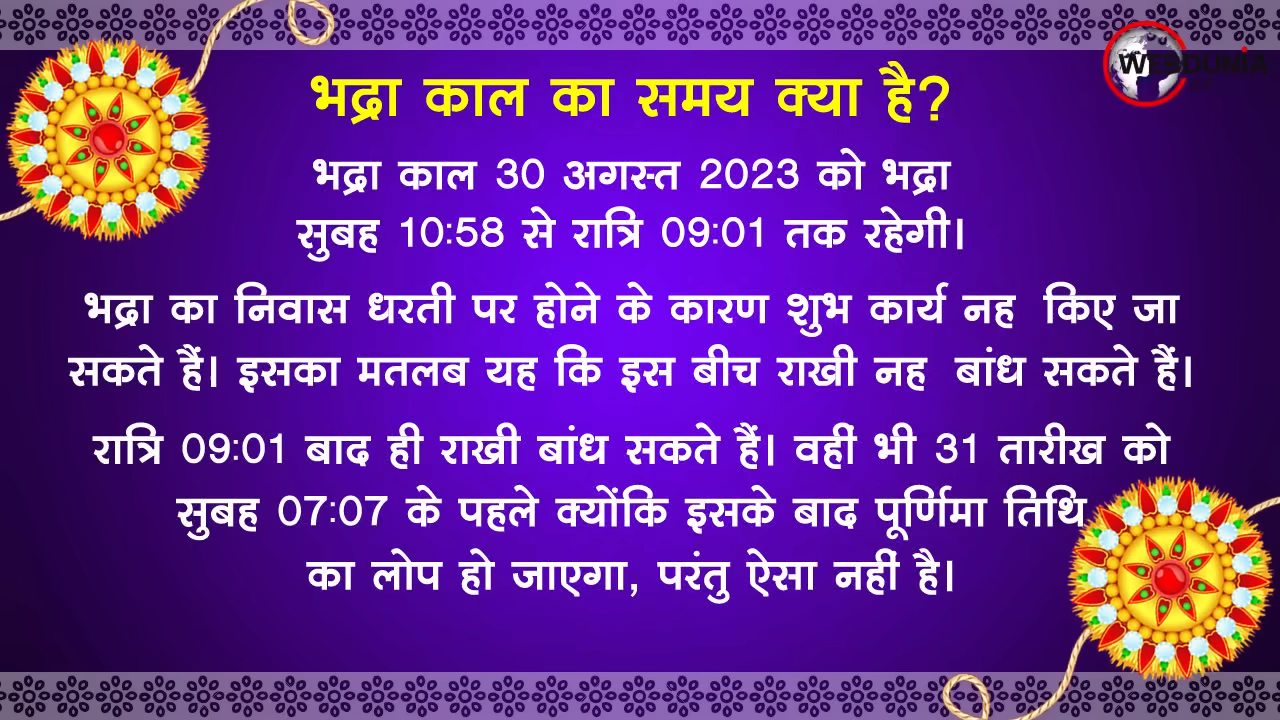 WEBDUNIA
भद्रा काल का समय क्या है?
भद्रा काल 30 अगस्त 2023 को भद्रा
सुबह 10:58 से रात्रि 09:01 तक रहेगी।
भद्रा का निवास धरती पर होने के कारण शुभ कार्य नह किए जा
सकते हैं। इसका मतलब यह कि इस बीच राखी नह बांध सकते हैं।
रात्रि 09:01 बाद ही राखी बांध सकते हैं। वहीं भी 31 तारीख को
सुबह 07:07 के पहले क्योंकि इसके बाद पूर्णिमा तिथि
का लोप हो जाएगा, परंतु ऐसा नहीं है।